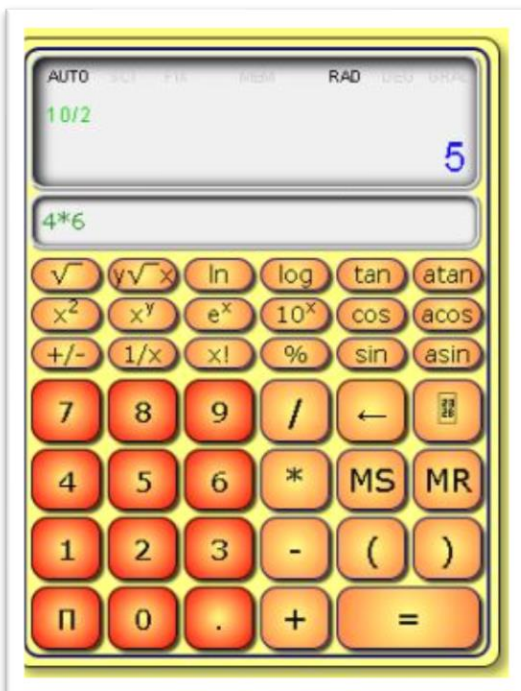 AUTO SCI FIX MEM RAD DEG GRAD
10/2
5
4*6
√ y√x ln log tan atan
x² xʸ eˣ 10ˣ cos acos
+/- 1/x x! % sin asin
7 8 9 / ←
4 5 6 * MS MR
1 2 3 - ( )
П 0 . + =